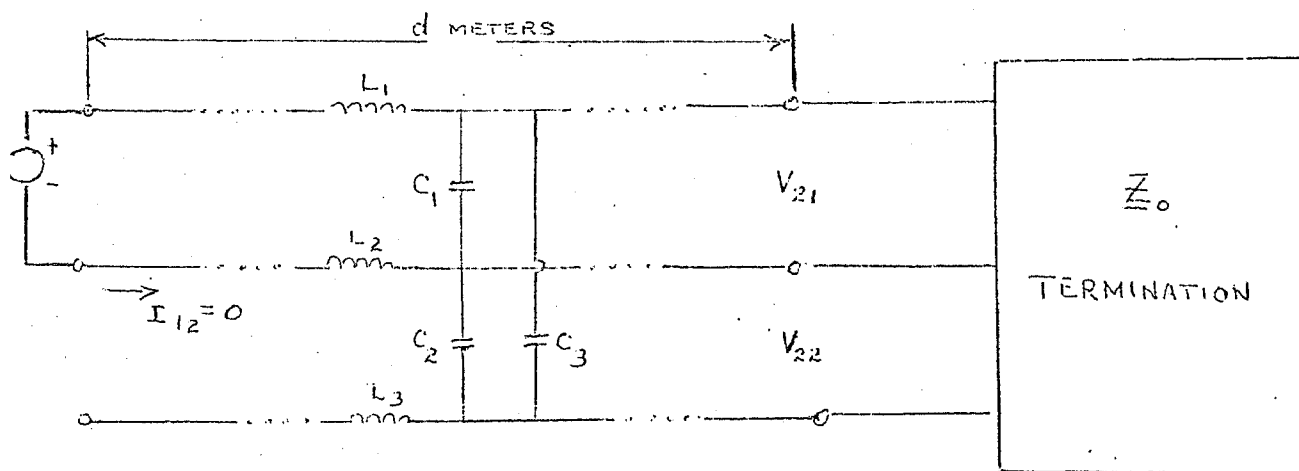 d METERS
L1
+
-
C1
V21
Z0
L2
TERMINATION
I12=0
C2
C3
V22
L3